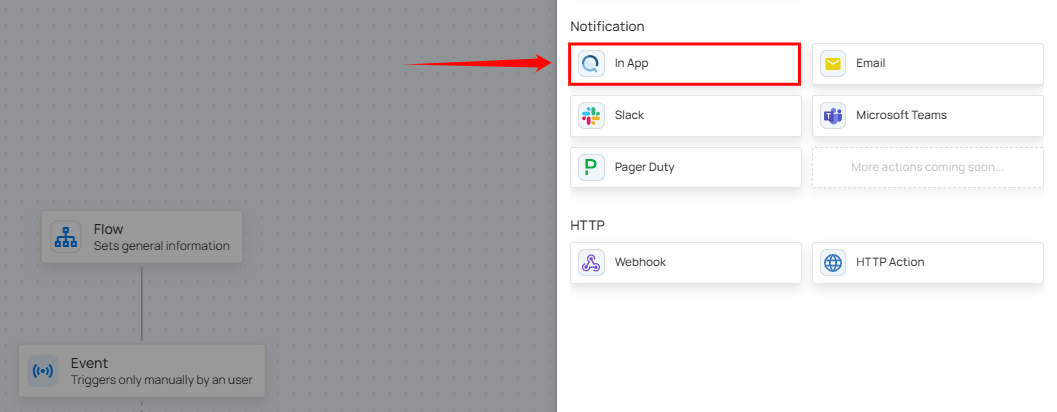 Notification
In App
Email
Slack
Microsoft Teams
Pager Duty
More actions coming soon...
HTTP
Webhook
HTTP Action
Flow
Sets general information
Event
Triggers only manually by an user